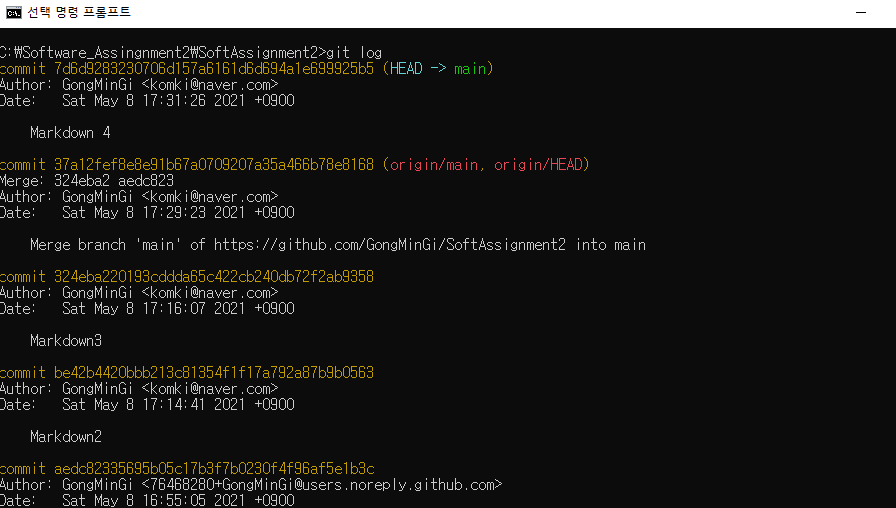 선택 명령 프롬프트
C:\Software_Assingnment2\SoftAssignment2>git log
commit 7d6d9283230706d157a6161d6d694a1e699925b5 (HEAD -> main)
Author: GongMinGi <komki@naver.com>
Date:   Sat May 8 17:31:26 2021 +0900
Markdown 4
commit 37a12fef8e8e91b67a0709207a35a466b78e8168 (origin/main, origin/HEAD)
Merge: 324eba2 aedc823
Author: GongMinGi <komki@naver.com>
Date:   Sat May 8 17:29:23 2021 +0900
Merge branch 'main' of https://github.com/GongMinGi/SoftAssignment2 into main
commit 324eba220193cddda65c422cb240db72f2ab9358
Author: GongMinGi <komki@naver.com>
Date:   Sat May 8 17:16:07 2021 +0900
Markdown3
commit be42b4420bbb213c81354f1f17a792a87b9b0563
Author: GongMinGi <komki@naver.com>
Date:   Sat May 8 17:14:41 2021 +0900
Markdown2
commit aedc82335695b05c17b3f7b0230f4f96af5e1b3c
Author: GongMinGi <76468280+GongMinGi@users.noreply.github.com>
Date:   Sat May 8 16:55:05 2021 +0900